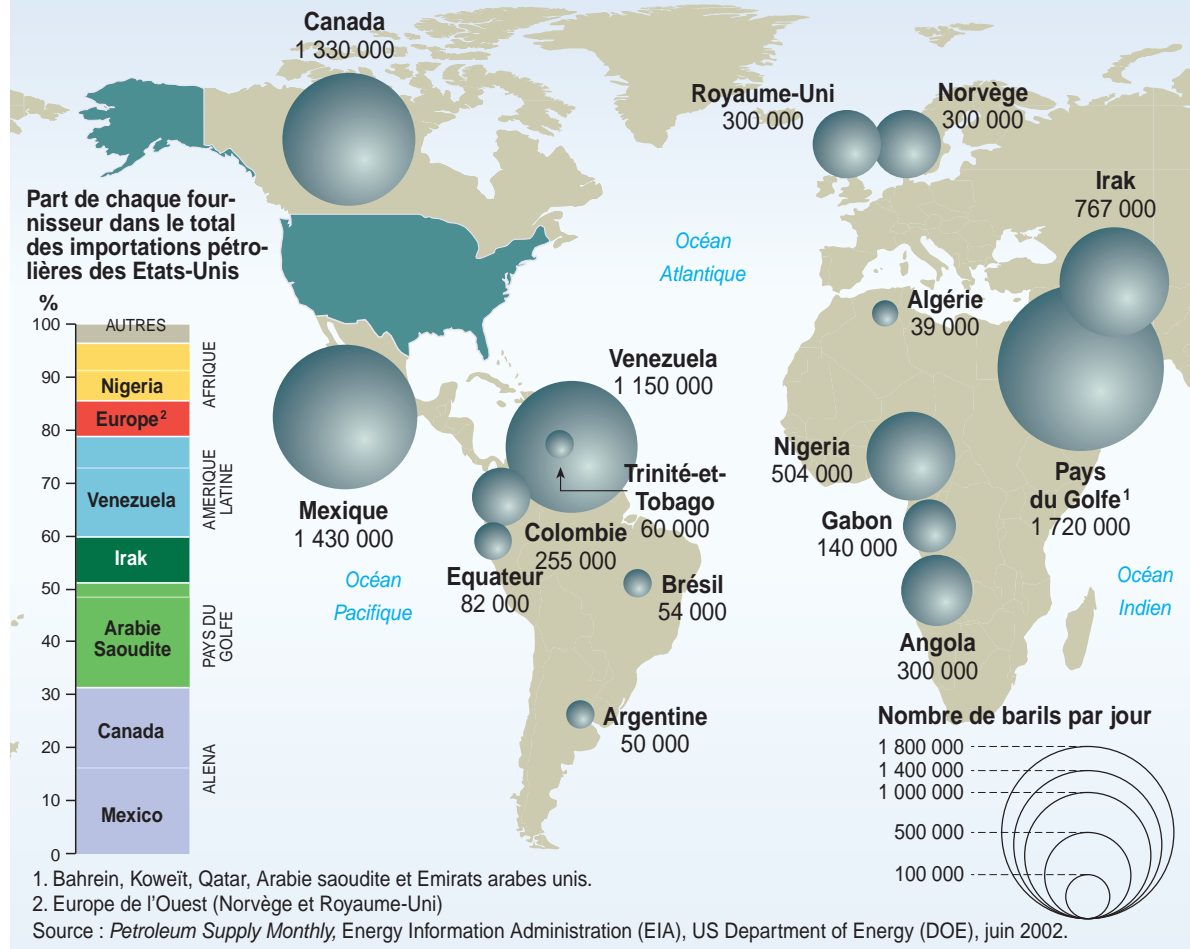 Canada
1 330 000
Royaume-Uni
300 000
Norvège
300 000
Irak
767 000
Part de chaque four-
nisseur dans le total
des importations pétro-
lières des Etats-Unis
Océan
Atlantique
Algérie
39 000
%
100
90
80
70
60
50
40
30
20
10
0
AUTRES
Nigeria
Europe²
Venezuela
Irak
Arabie
Saoudite
Canada
Mexico
AFRIQUE
AMERIQUE
LATINE
PAYS DU
GOLFE
ALENA
Venezuela
1 150 000
Mexique
1 430 000
Trinité-et-
Tobago
60 000
Colombie
255 000
Equateur
82 000
Brésil
54 000
Argentine
50 000
Océan
Pacifique
Nigeria
504 000
Gabon
140 000
Angola
300 000
Pays
du Golfe¹
1 720 000
Océan
Indien
Nombre de barils par jour
1 800 000
1 400 000
1 000 000
500 000
100 000
1. Bahrein, Koweït, Qatar, Arabie saoudite et Emirats arabes unis.
2. Europe de l'Ouest (Norvège et Royaume-Uni)
Source : Petroleum Supply Monthly, Energy Information Administration (EIA), US Department of Energy (DOE), juin 2002.